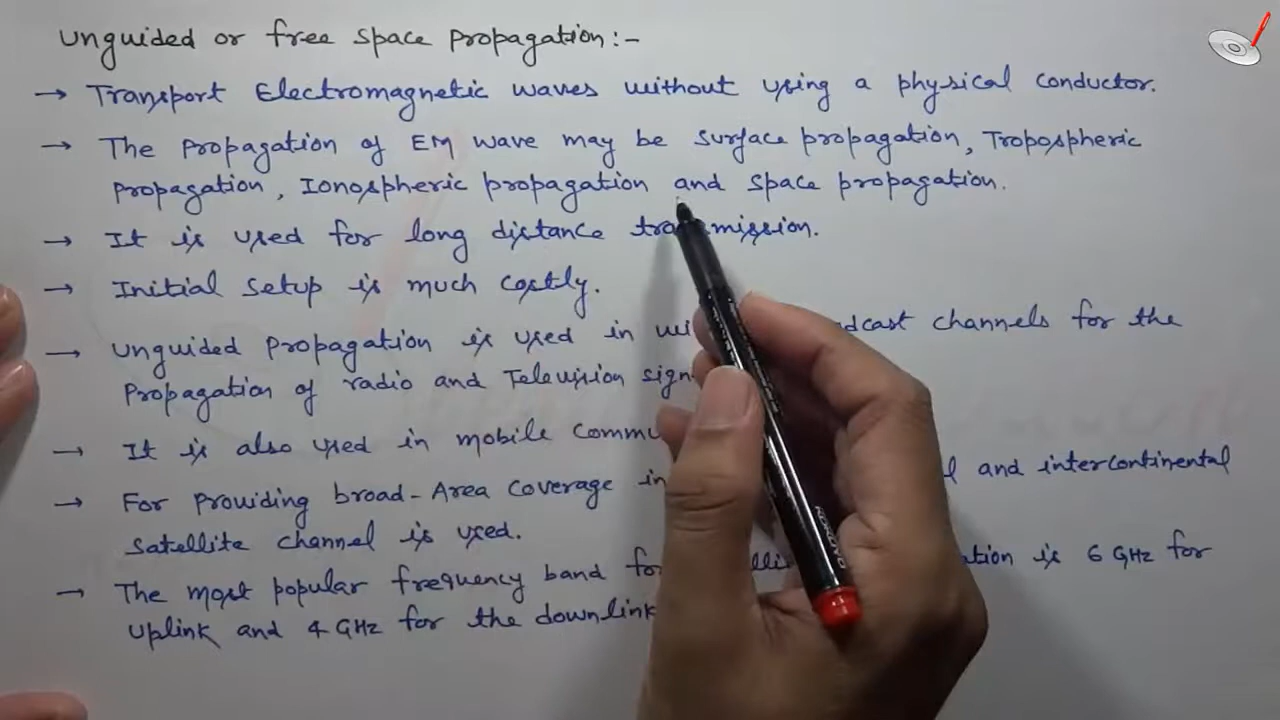 Unguided or free space propagation:-
→ Transport Electromagnetic waves without using a physical conductor.
→ The propagation of EM wave may be surface propagation, Tropospheric
propagation, Ionospheric propagation and space propagation.
→ It is used for long distance transmission.
→ Initial setup is much costly.
→ Unguided propagation is used in channels for the
propagation of radio and Television
→ It is also used in mobile
→ For providing broad-Area coverage in and intercontinental
satellite channel is used.
→ The most popular frequency band is 6 GHz for
uplink and 4 GHz for the downlink
KOKUYO